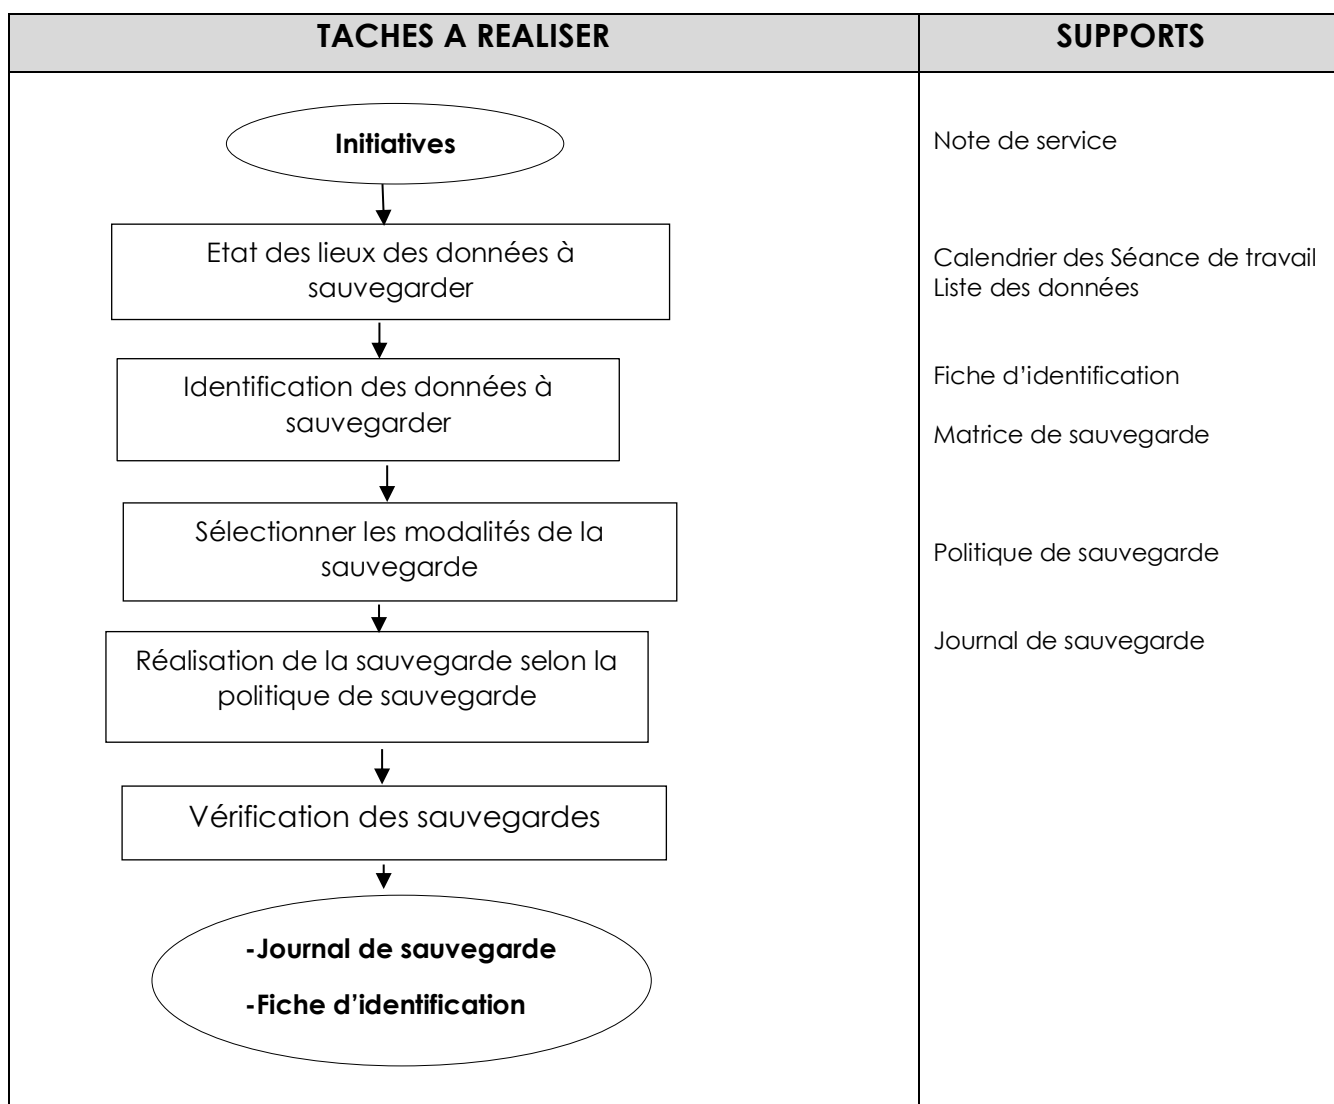 TACHES A REALISER
SUPPORTS
Initiatives
Note de service
Etat des lieux des données à
sauvegarder
Calendrier des Séance de travail
Liste des données
Identification des données à
sauvegarder
Fiche d’identification
Matrice de sauvegarde
Sélectionner les modalités de la
sauvegarde
Politique de sauvegarde
Réalisation de la sauvegarde selon la
politique de sauvegarde
Journal de sauvegarde
Vérification des sauvegardes
-Journal de sauvegarde
-Fiche d’identification